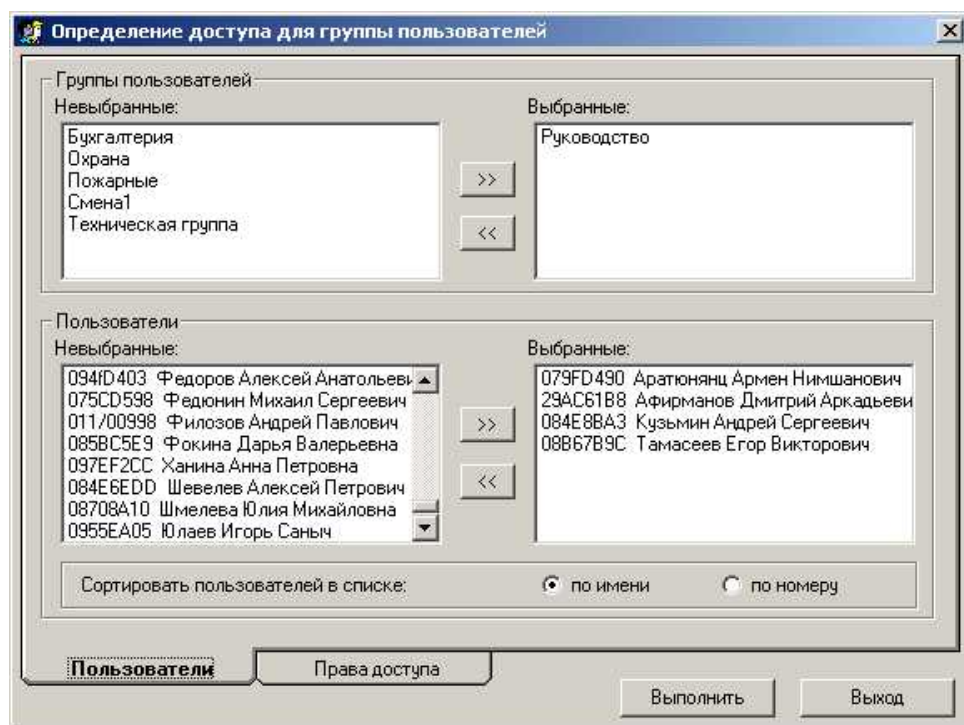 Определение доступа для группы пользователей
Группы пользователей
Невыбранные:
Выбранные:
Бухгалтерия
Охрана
Пожарные
Смена1
Техническая группа
>>
<<
Руководство
Пользователи
Невыбранные:
Выбранные:
094fD403 Федоров Алексей Анатольеви
075CD598 Федюнин Михаил Сергеевич
011/00998 Филозов Андрей Павлович
085BC5E9 Фокина Дарья Валерьевна
097EF2CC Ханина Анна Петровна
084E6EDD Шевелев Алексей Петрович
08708A10 Шмелева Юлия Михайловна
0955EA05 Юлаев Игорь Саныч
>>
<<
079FD490 Аратюнянц Армен Нимшанович
29AC61B8 Афирманов Дмитрий Аркадьеви
084E8BA3 Кузьмин Андрей Сергеевич
08B67B9C Тамасеев Егор Викторович
Сортировать пользователей в списке: по имени по номеру
Пользователи Права доступа
Выполнить Выход